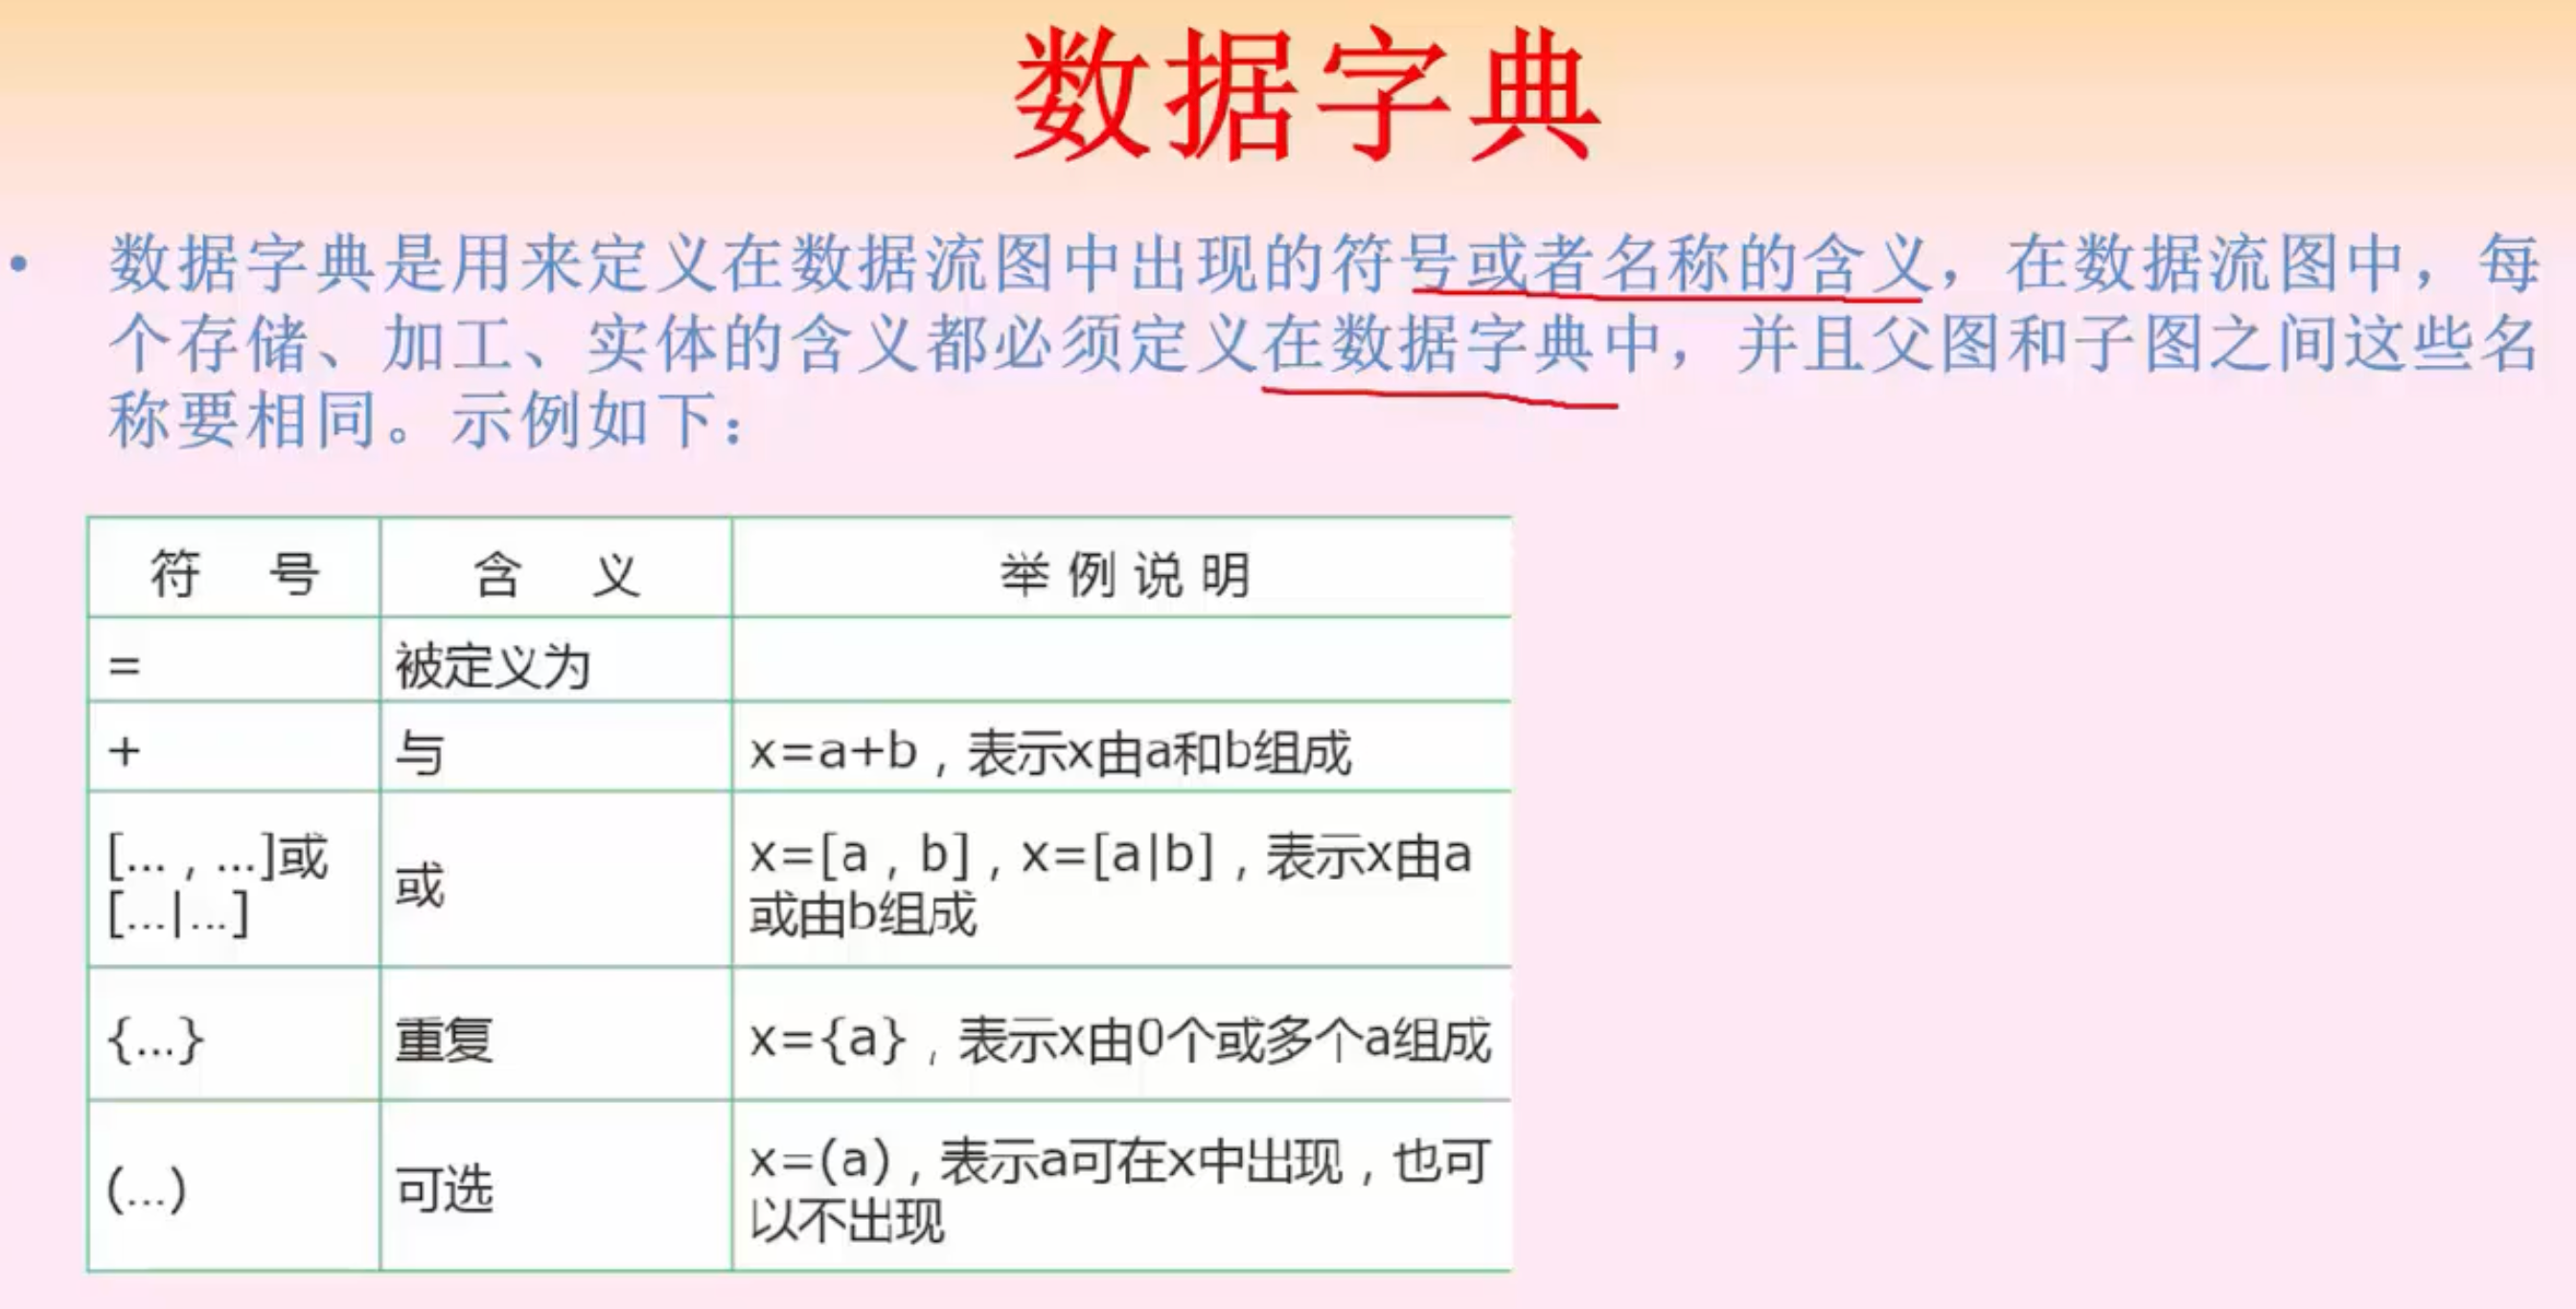 数据字典
• 数据字典是用来定义在数据流图中出现的符号或者名称的含义，在数据流图中，每
个存储、加工、实体的含义都必须定义在数据字典中，并且父图和子图之间这些名
称要相同。示例如下：
符 号 含 义 举例说明
= 被定义为
+ 与 x=a+b，表示x由a和b组成
[...，...]或
[...|...]
或
x=[a，b]，x=[a|b]，表示x由a
或由b组成
{...} 重复 x={a}，表示x由0个或多个a组成
(...) 可选
x=(a)，表示a可在x中出现，也可
以不出现